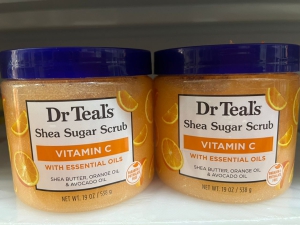 Dr Teal's
Shea Sugar Scrub
VITAMIN C
WITH ESSENTIAL OILS
SHEA BUTTER, ORANGE OIL
& AVOCADO OIL
NET WT. 19 OZ / 538 g
Dr Teal's
Shea Sugar Scrub
VITAMIN C
WITH ESSENTIAL OILS
SHEA BUTTER, ORANGE OIL
& AVOCADO OIL
NET WT. 19 OZ / 538 g